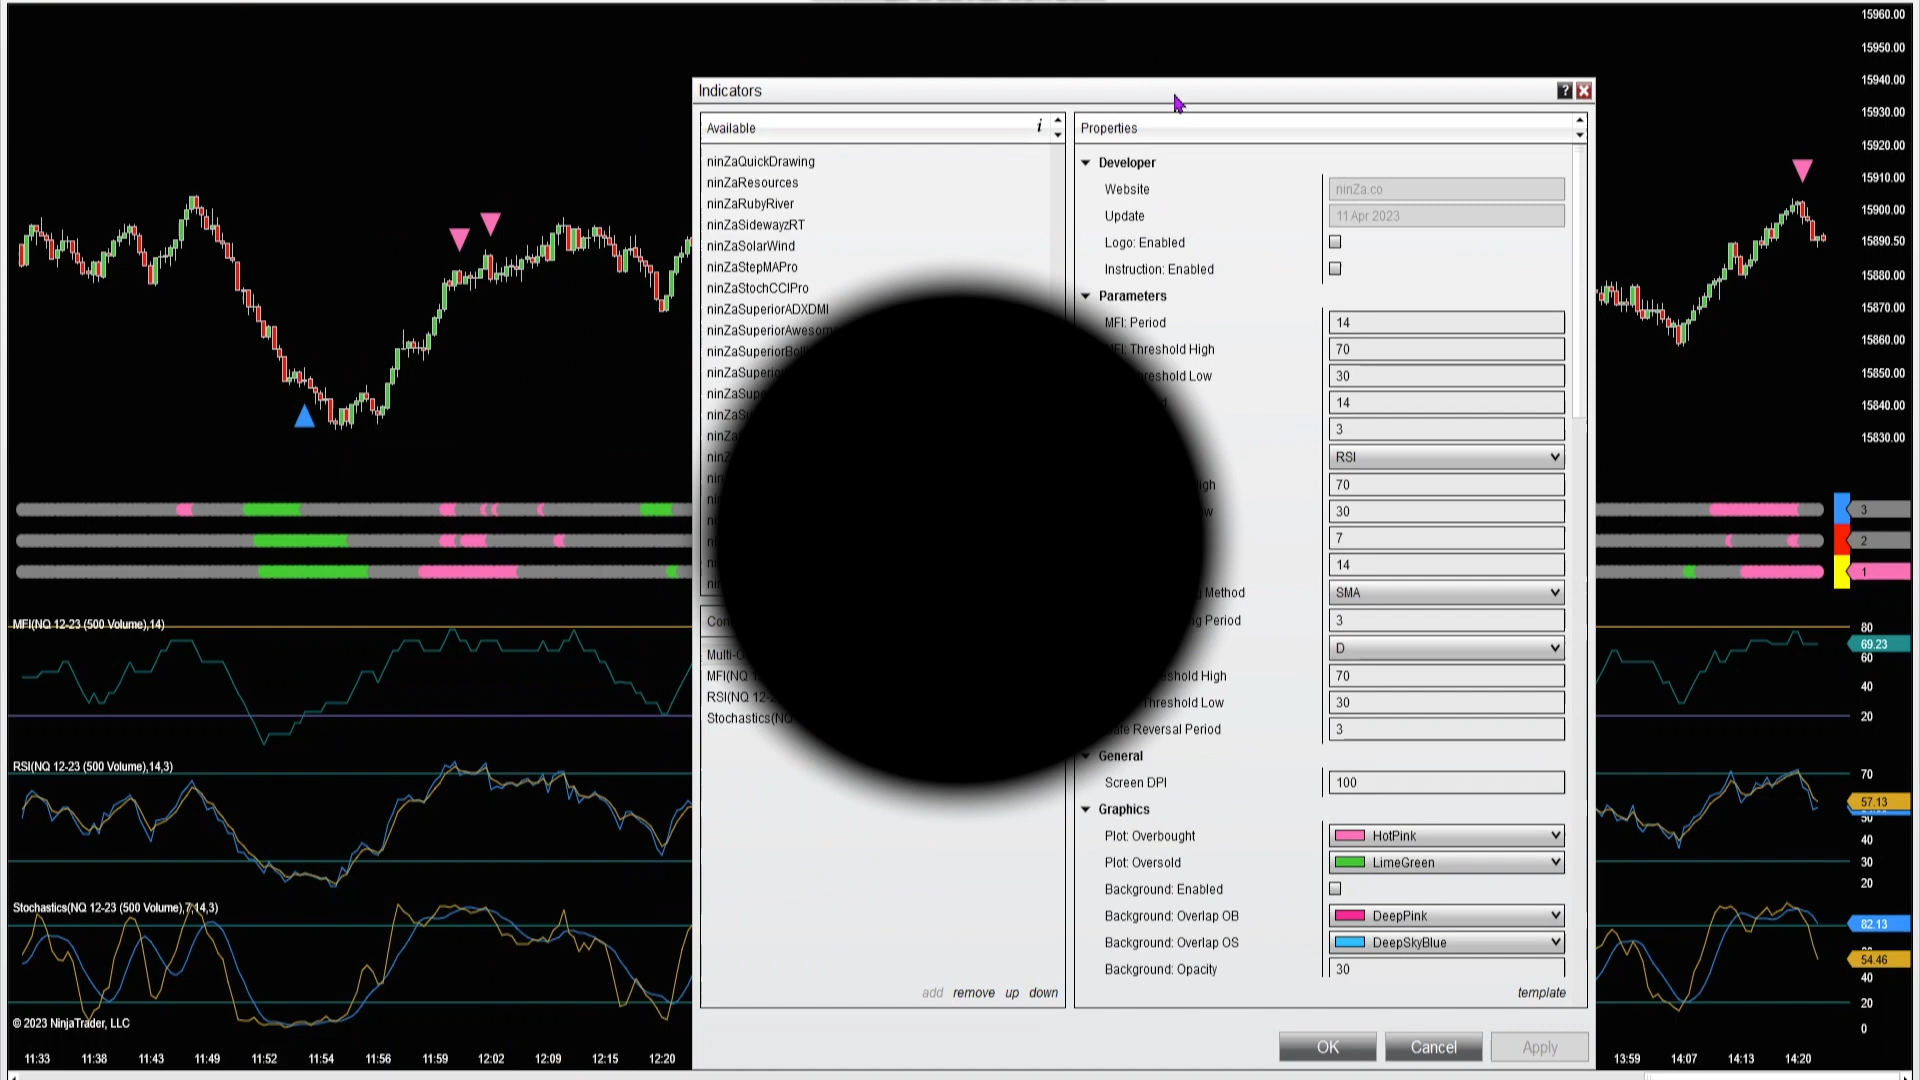 15960.00
15950.00
15940.00
15930.00
15920.00
15910.00
15900.00
15890.50
15880.00
15870.00
15860.00
15850.00
15840.00
15830.00
Indicators
?
Available
i
ninZaQuickDrawing
ninZaResources
ninZaRubyRiver
ninZaSidewayzRT
ninZaSolarWind
ninZaStepMAPro
ninZaStochCCIPro
ninZaSuperiorADXDMI
Properties
Developer
Website ninZa.co
Update 11 Apr 2023
Logo: Enabled
Instruction: Enabled
Parameters
MFI: Period 14
Threshold High 70
Low 30
14
3
RSI
70
30
7
14
Method SMA
Period 3
D
High 70
Threshold Low 30
Reversal Period 3
General
Screen DPI 100
Graphics
Plot: Overbought HotPink
Plot: Oversold LimeGreen
Background: Enabled
Background: Overlap OB DeepPink
Background: Overlap OS DeepSkyBlue
Background: Opacity 30
add remove up down
template
OK Cancel Apply
3
2
1
MFI(NQ 12-23 (500 Volume),14)
80
69.23
60
40
20
RSI(NQ 12-23 (500 Volume),14,3)
70
57.13
50
40
30
20
Stochastics(NQ 12-23 (500 Volume),7,14,3)
82.13
54.46
40
20
0
© 2023 NinjaTrader, LLC
11:33 11:38 11:43 11:49 11:52 11:54 11:56 11:59 12:02 12:09 12:15 12:20 13:59 14:07 14:13 14:20